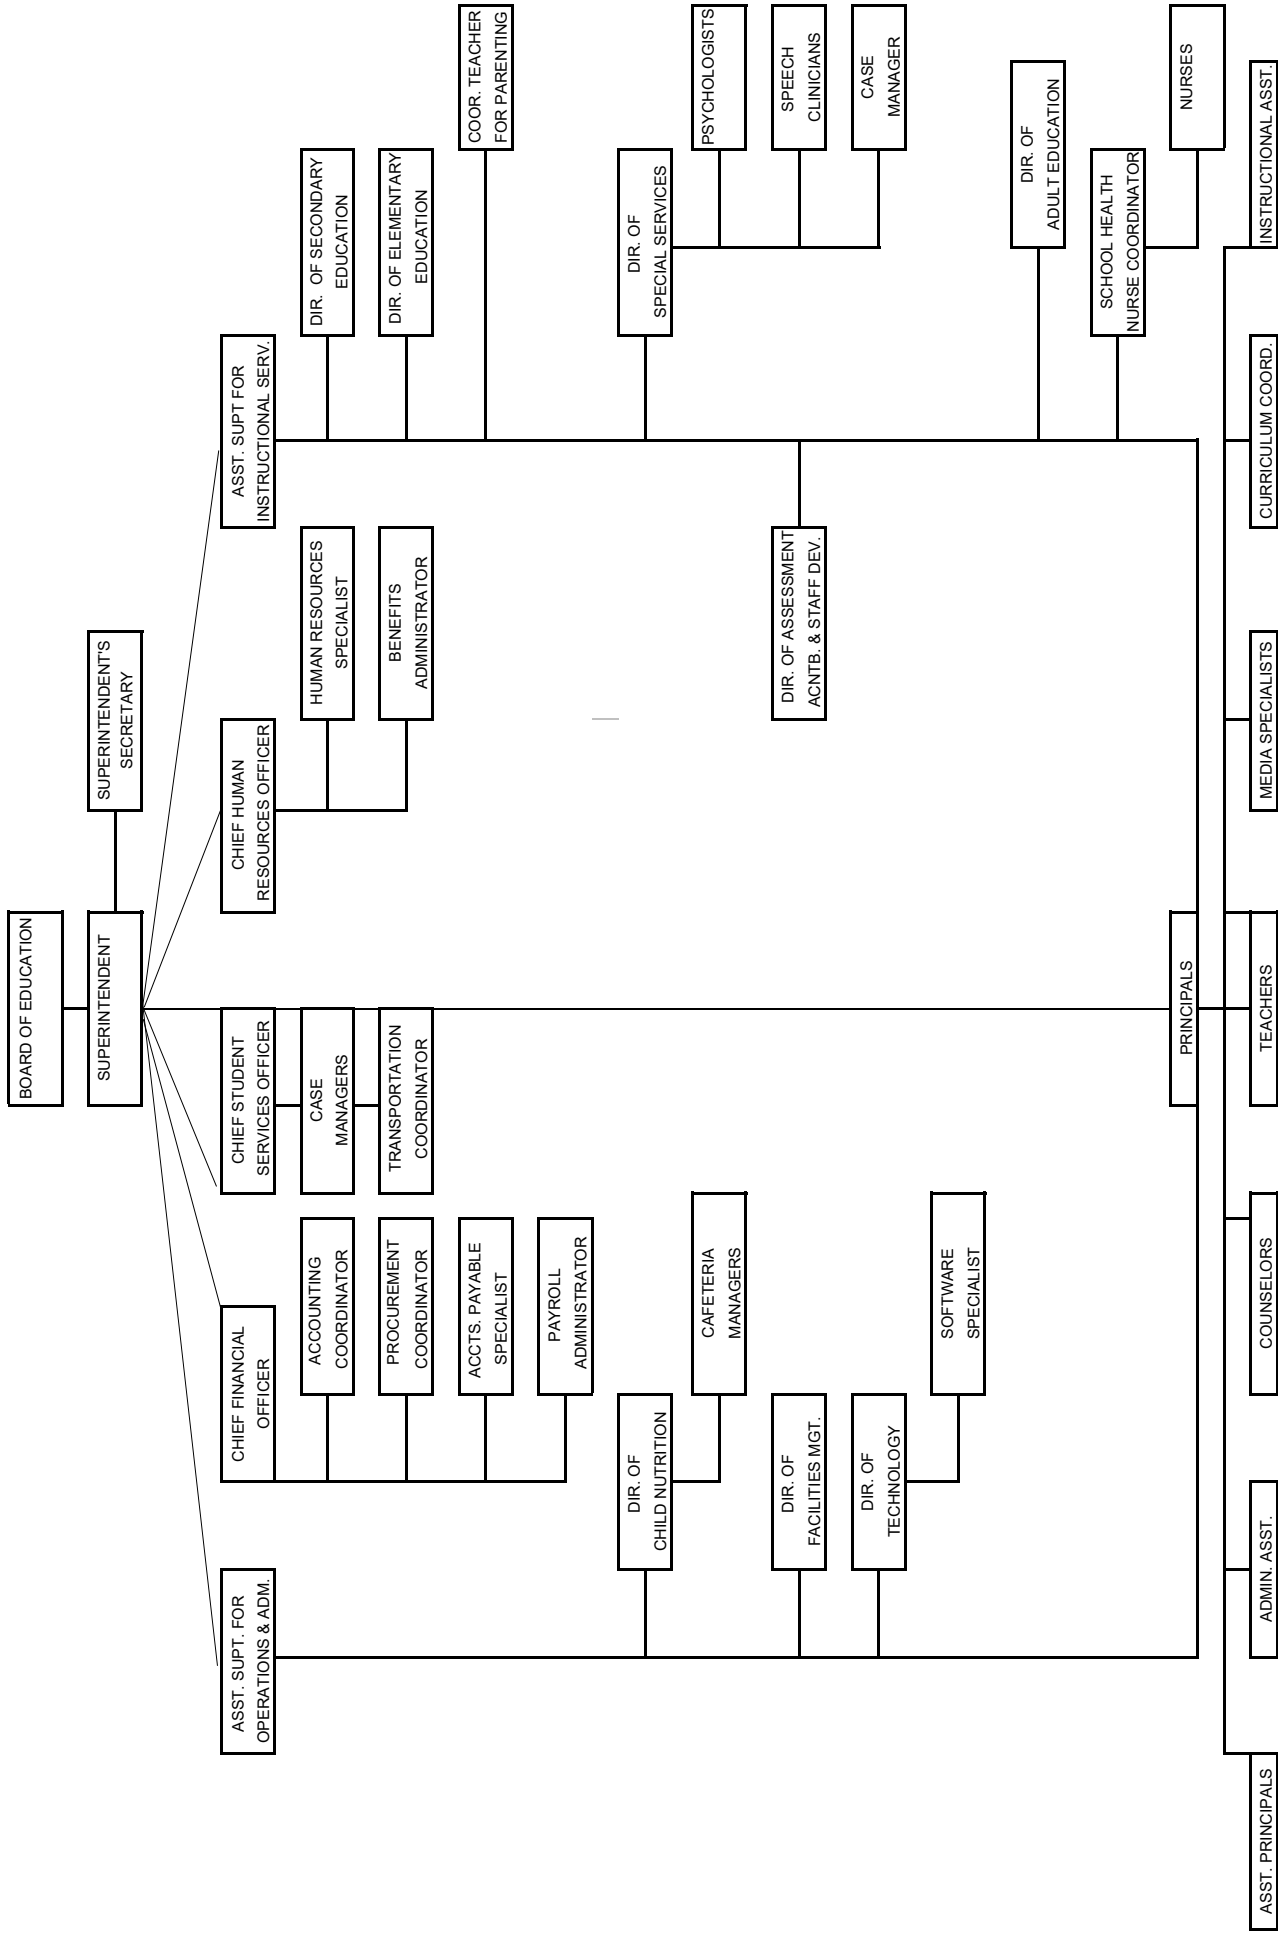 BOARD OF EDUCATION
SUPERINTENDENT
SUPERINTENDENT'S
SECRETARY
ASST. SUPT. FOR
OPERATIONS & ADM.
CHIEF FINANCIAL
OFFICER
CHIEF STUDENT
SERVICES OFFICER
CHIEF HUMAN
RESOURCES OFFICER
ASST. SUPT FOR
INSTRUCTIONAL SERV.
ACCOUNTING
COORDINATOR
CASE
MANAGERS
HUMAN RESOURCES
SPECIALIST
DIR. OF SECONDARY
EDUCATION
PROCUREMENT
COORDINATOR
TRANSPORTATION
COORDINATOR
BENEFITS
ADMINISTRATOR
DIR. OF ELEMENTARY
EDUCATION
ACCTS. PAYABLE
SPECIALIST
COOR. TEACHER
FOR PARENTING
PAYROLL
ADMINISTRATOR
DIR. OF
CHILD NUTRITION
DIR. OF
SPECIAL SERVICES
CAFETERIA
MANAGERS
PSYCHOLOGISTS
DIR. OF
FACILITIES MGT.
DIR. OF ASSESSMENT
ACNTB. & STAFF DEV.
SPEECH
CLINICIANS
DIR. OF
TECHNOLOGY
CASE
MANAGER
SOFTWARE
SPECIALIST
DIR. OF
ADULT EDUCATION
SCHOOL HEALTH
NURSE COORDINATOR
PRINCIPALS
NURSES
ASST. PRINCIPALS
ADMIN. ASST.
COUNSELORS
TEACHERS
MEDIA SPECIALISTS
CURRICULUM COORD.
INSTRUCTIONAL ASST.